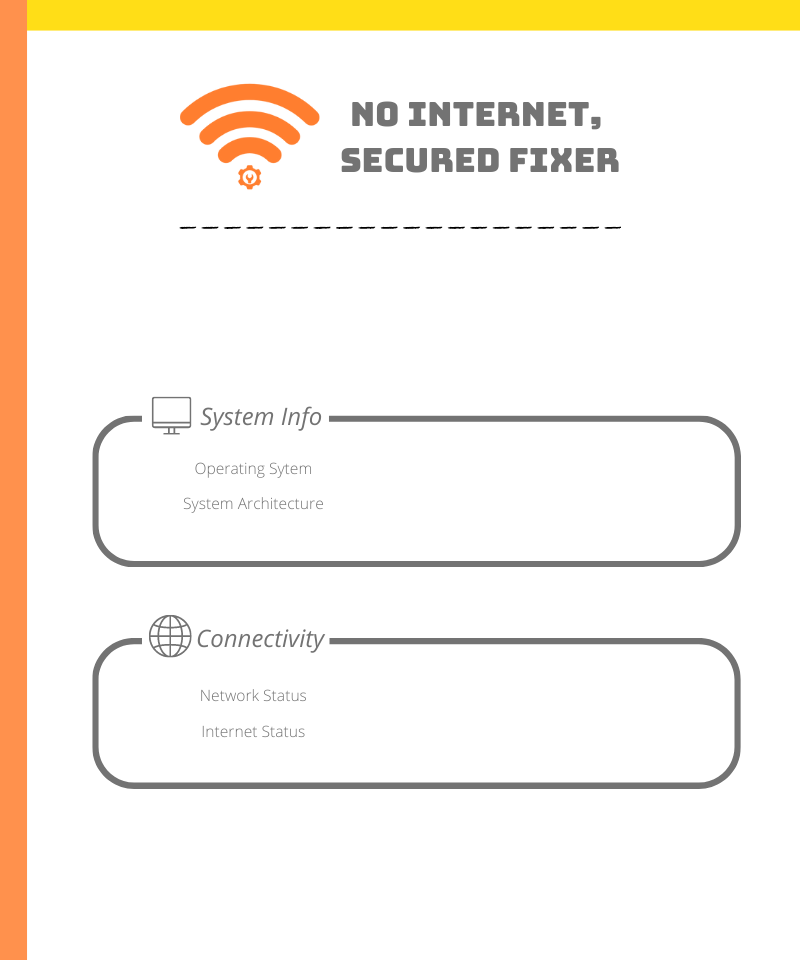 NO INTERNET,
SECURED FIXER
System Info
Operating Sytem
System Architecture
Connectivity
Network Status
Internet Status